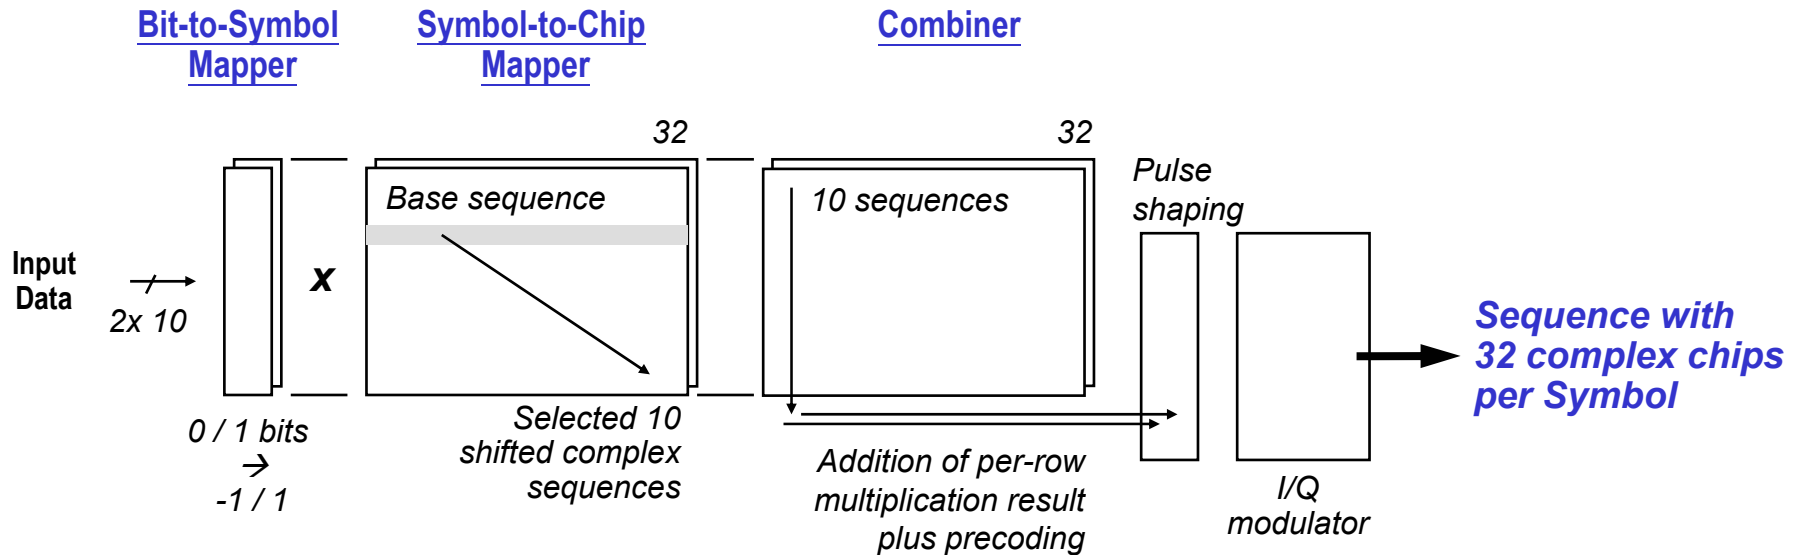 Bit-to-Symbol
Mapper
Symbol-to-Chip
Mapper
Combiner
32
32
Pulse
shaping
Base sequence
10 sequences
Input
Data
2x 10
x
Sequence with
32 complex chips
per Symbol
0 / 1 bits
→
-1 / 1
Selected 10
shifted complex
sequences
Addition of per-row
multiplication result
plus precoding
I/Q
modulator